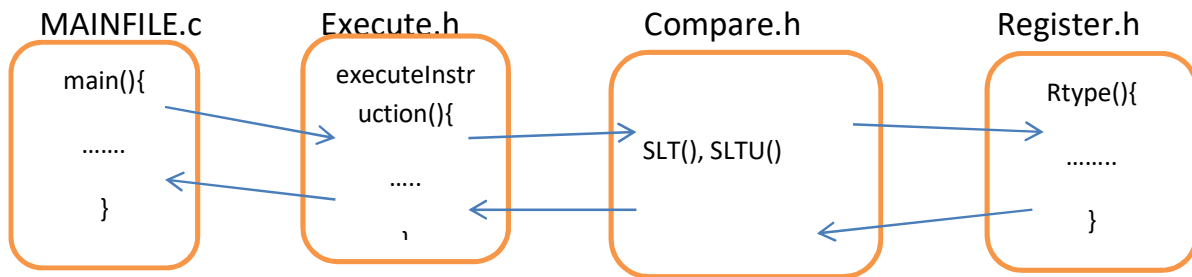 MAINFILE.c
Execute.h
Compare.h
Register.h
main(){
…….
}
executeInstr
uction(){
…..
}
SLT(), SLTU()
Rtype(){
……..
}